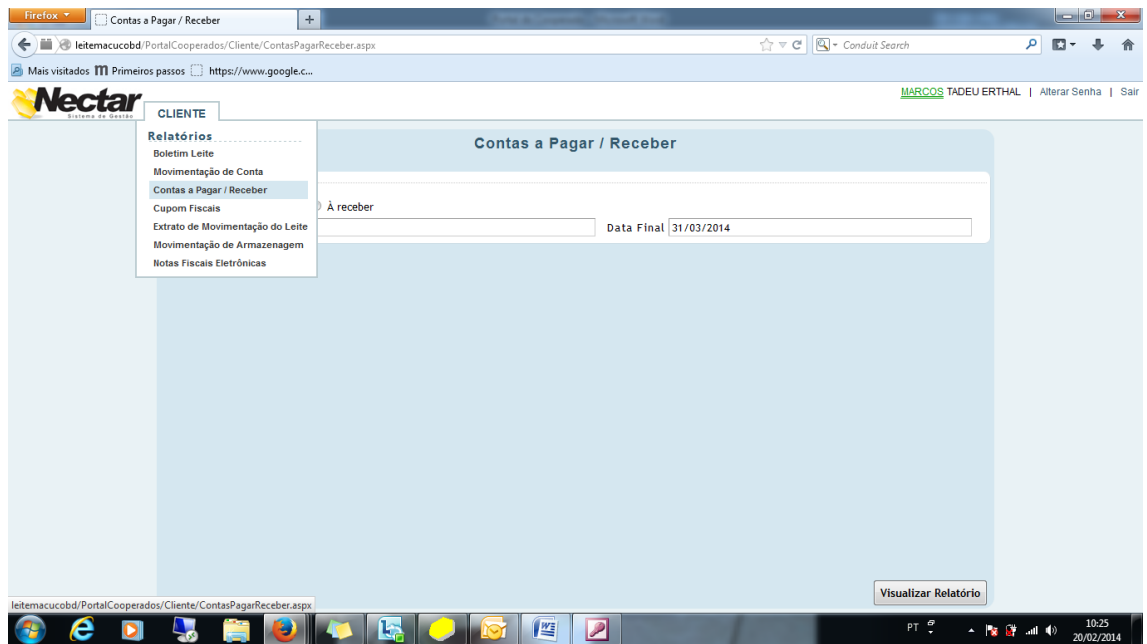 Firefox
Contas a Pagar / Receber
leitemacucobd/PortalCooperados/Cliente/ContasPagarReceber.aspx
Conduit Search
Mais visitados
Primeiros passos
https://www.google.c...
Nectar
Sistema de Gestão
MARCOS TADEU ERTHAL | Alterar Senha | Sair
CLIENTE
Relatórios
Boletim Leite
Movimentação de Conta
Contas a Pagar / Receber
Cupom Fiscais
Extrato de Movimentação do Leite
Movimentação de Armazenagem
Notas Fiscais Eletrônicas
Contas a Pagar / Receber
À receber
Data Final 31/03/2014
Visualizar Relatório
leitemacucobd/PortalCooperados/Cliente/ContasPagarReceber.aspx
PT
10:25
20/02/2014